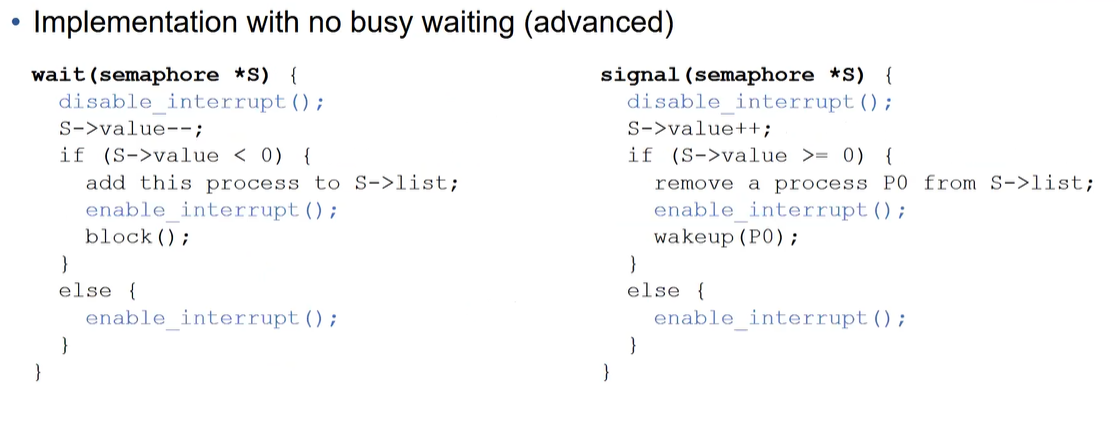 • Implementation with no busy waiting (advanced)
wait(semaphore *S) {
disable_interrupt();
S->value--;
if (S->value < 0) {
add this process to S->list;
enable_interrupt();
block();
}
else {
enable_interrupt();
}
}
signal(semaphore *S) {
disable_interrupt();
S->value++;
if (S->value >= 0) {
remove a process P0 from S->list;
enable_interrupt();
wakeup(P0);
}
else {
enable_interrupt();
}
}